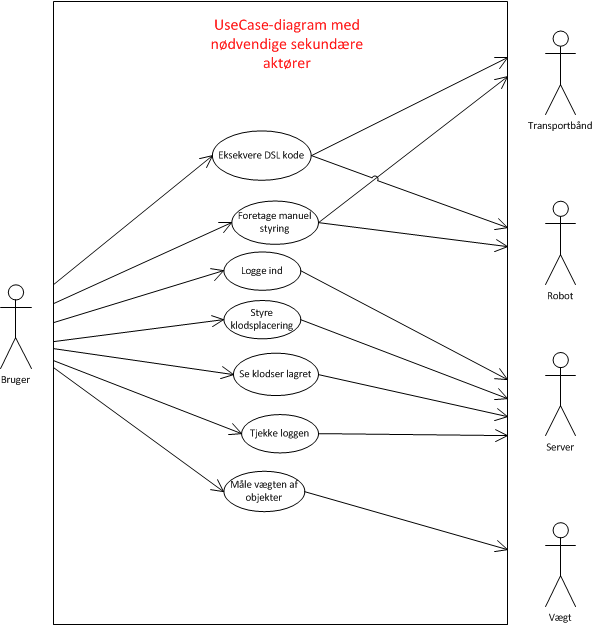 UseCase-diagram med
nødvendige sekundære
aktører
Transportbånd
Eksekvere DSL kode
Foretage manuel
styring
Logge ind
Robot
Styre
klodsplacering
Bruger
Se klodser lagret
Tjekke loggen
Server
Måle vægten af
objekter
Vægt